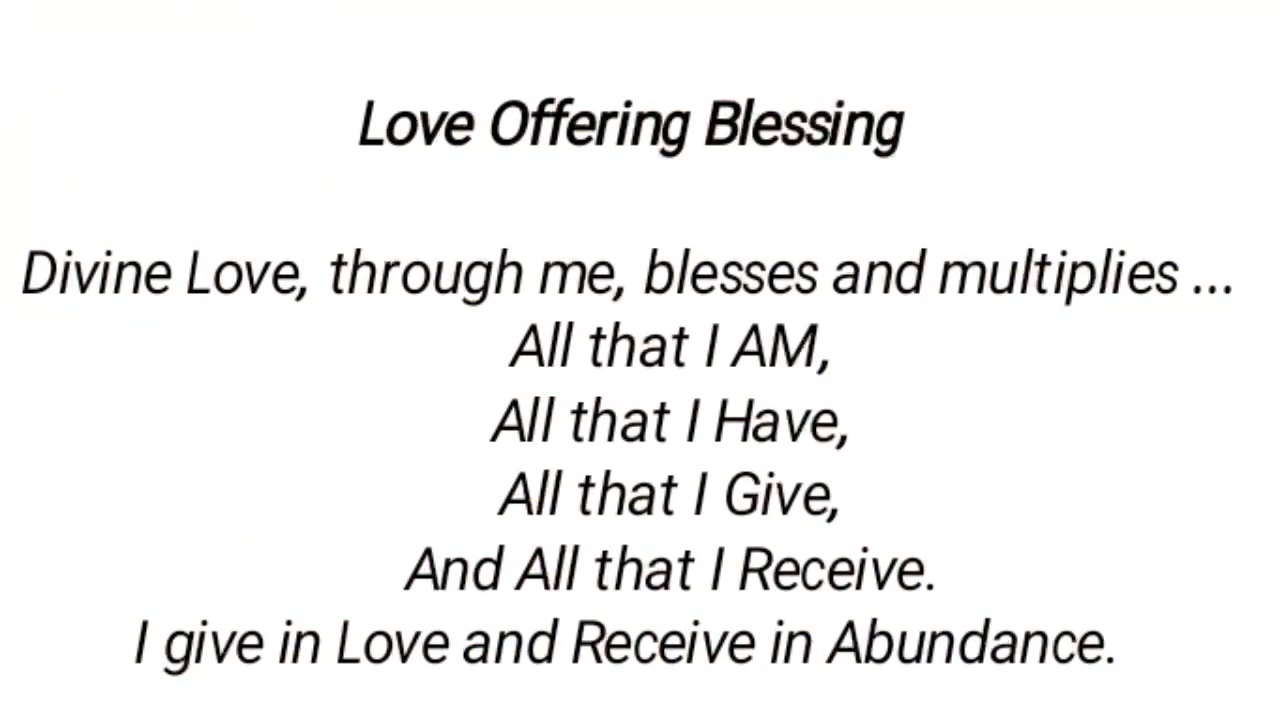 Love Offering Blessing
Divine Love, through me, blesses and multiplies ...
All that I AM,
All that I Have,
All that I Give,
And All that I Receive.
I give in Love and Receive in Abundance.